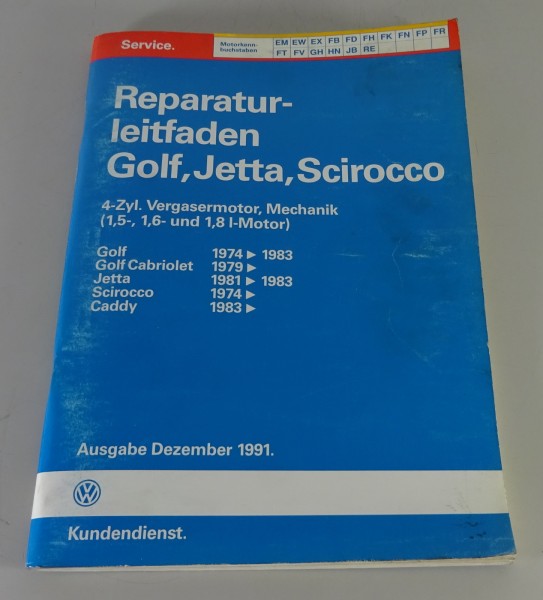 Service.
Motorkenn-
buchstaben
EM EW EX FB FD FH FK FN FP FR
FT FV GH HN JB RE
Reparatur-
leitfaden
Golf, Jetta, Scirocco
4-Zyl. Vergasermotor, Mechanik
(1,5-, 1,6- und 1,8 l-Motor)
Golf 1974 ► 1983
Golf Cabriolet 1979 ►
Jetta 1981 ► 1983
Scirocco 1974 ►
Caddy 1983 ►
Ausgabe Dezember 1991.
VW
Kundendienst.